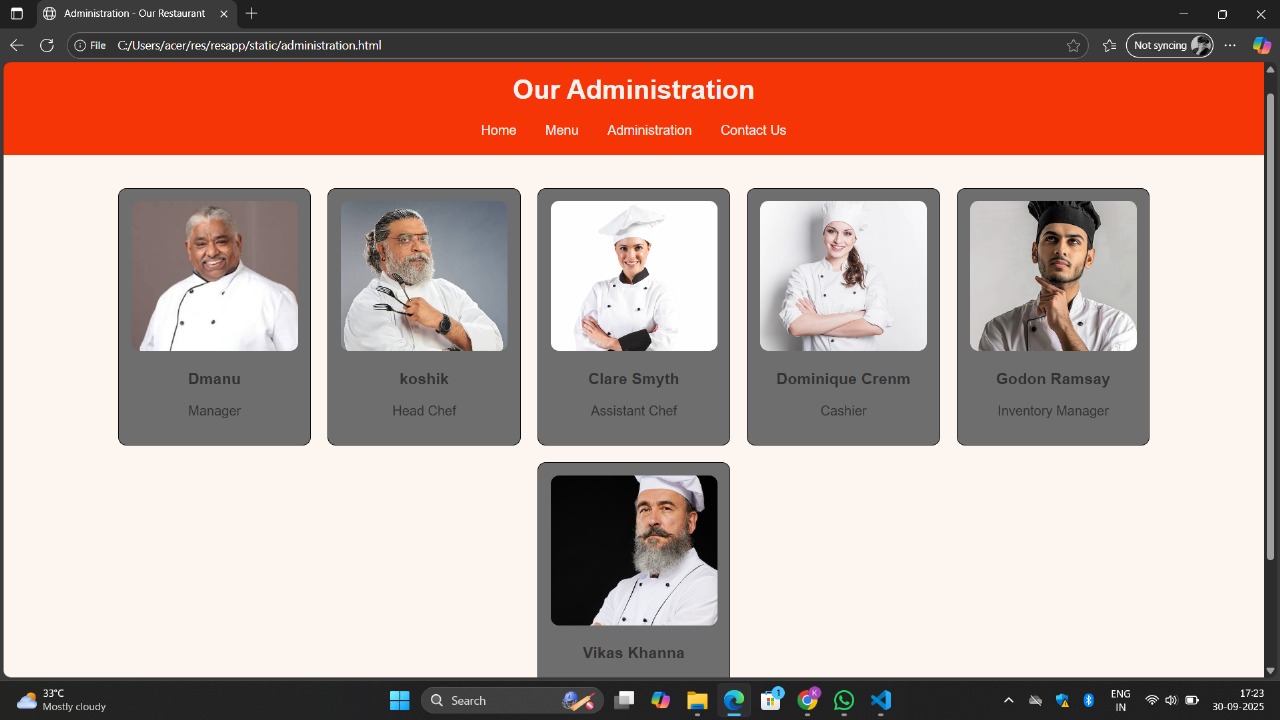 Administration - Our Restaurant
File C:/Users/acer/res/resapp/static/administration.html
Not syncing
Our Administration
Home Menu Administration Contact Us
Dmanu
Manager
koshik
Head Chef
Clare Smyth
Assistant Chef
Dominique Crenm
Cashier
Godon Ramsay
Inventory Manager
Vikas Khanna
33°C
Mostly cloudy
Search
1
K
ENG
IN
17:23
30-09-2025